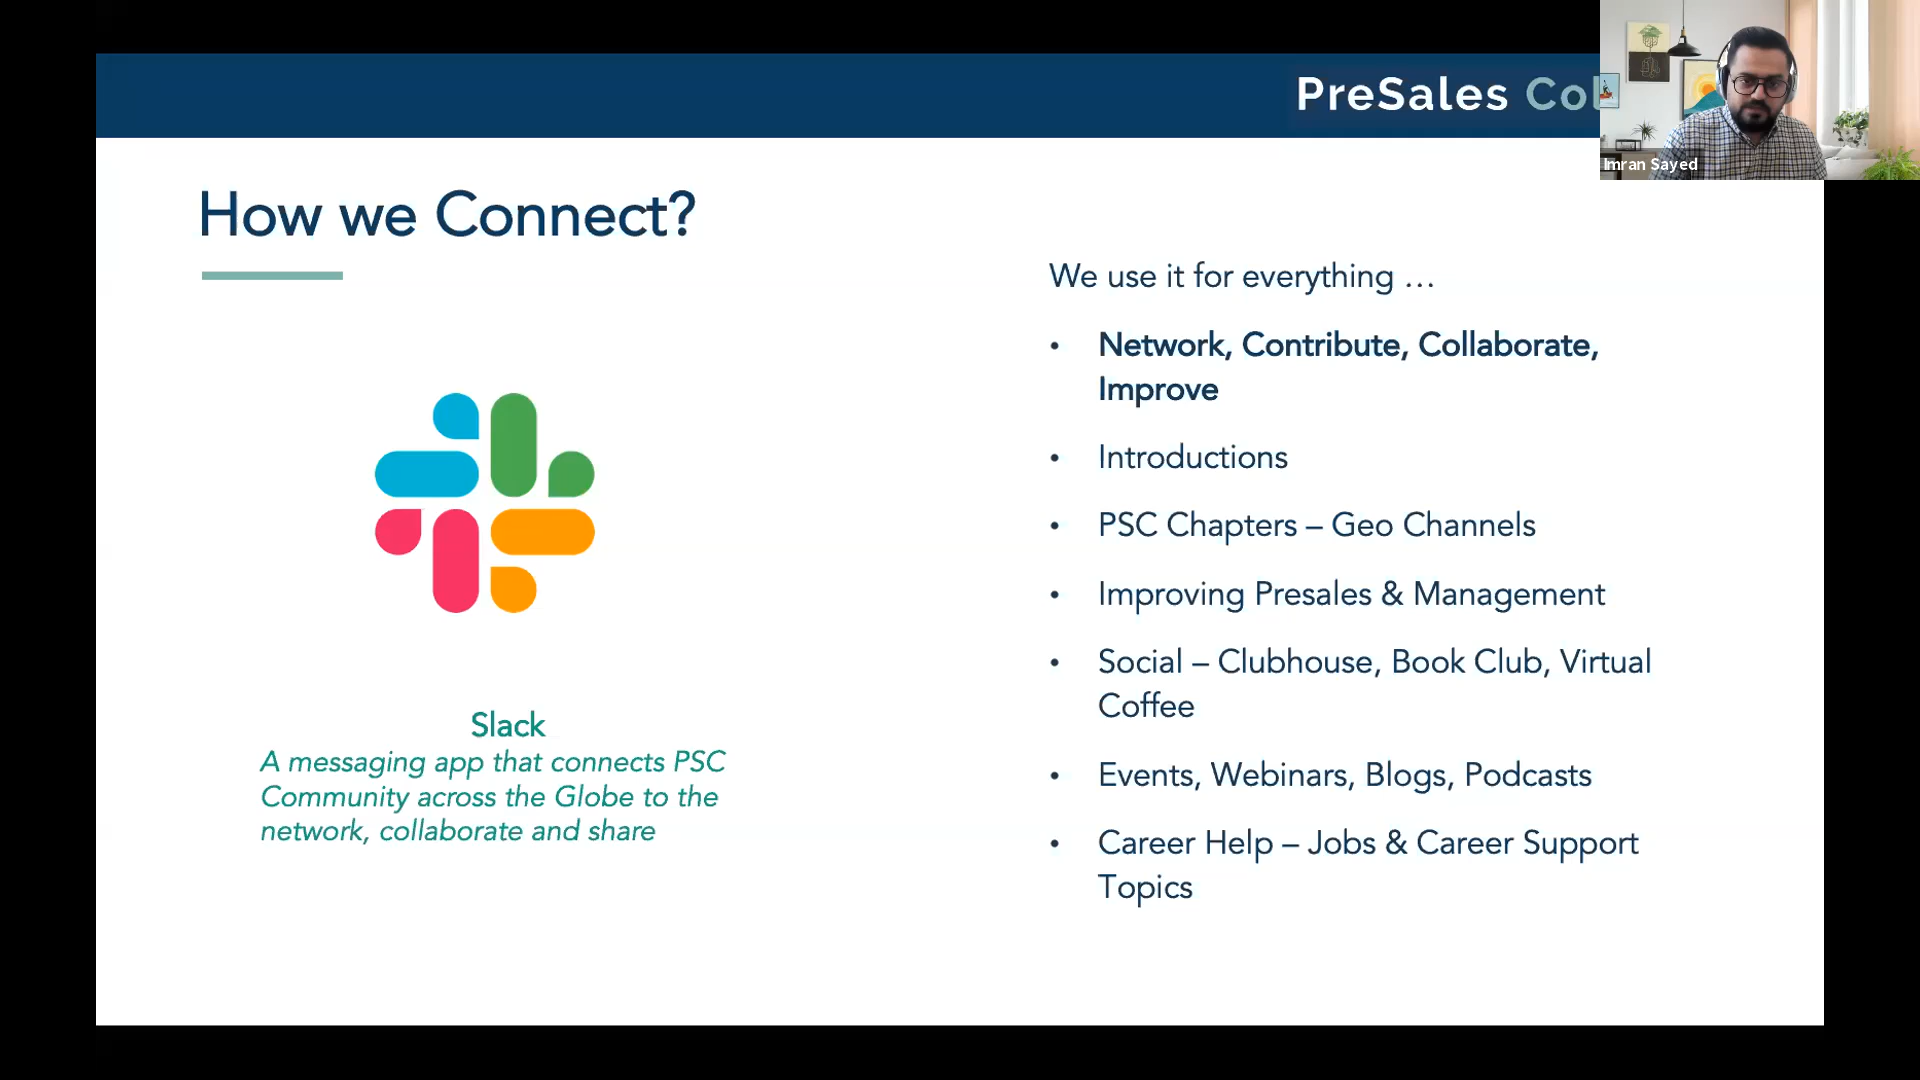 PreSales Col
Imran Sayed
How we Connect?
Slack
A messaging app that connects PSC
Community across the Globe to the
network, collaborate and share
We use it for everything …
• Network, Contribute, Collaborate,
Improve
• Introductions
• PSC Chapters – Geo Channels
• Improving Presales & Management
• Social – Clubhouse, Book Club, Virtual
Coffee
• Events, Webinars, Blogs, Podcasts
• Career Help – Jobs & Career Support
Topics